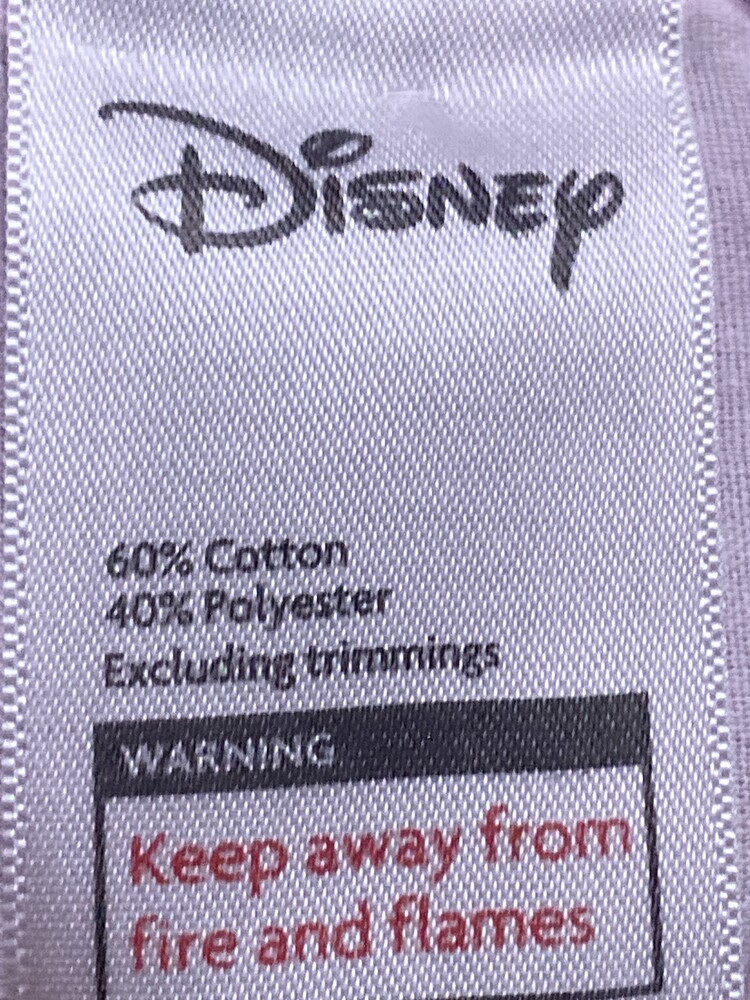 Disney
60% Cotton
40% Polyester
Excluding trimmings
WARNING
Keep away from
fire and flames